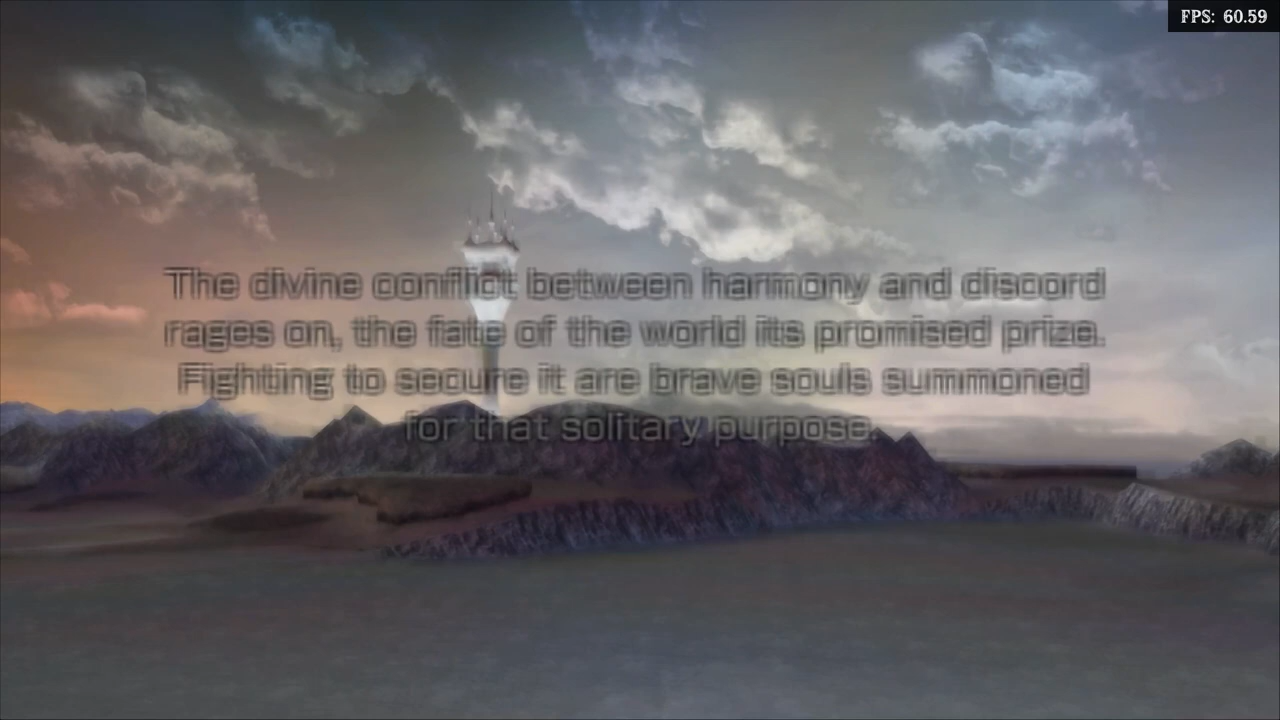 FPS: 60.59
The divine conflict between harmony and discord
rages on, the fate of the world its promised prize.
Fighting to secure it are brave souls summoned
for that solitary purpose.